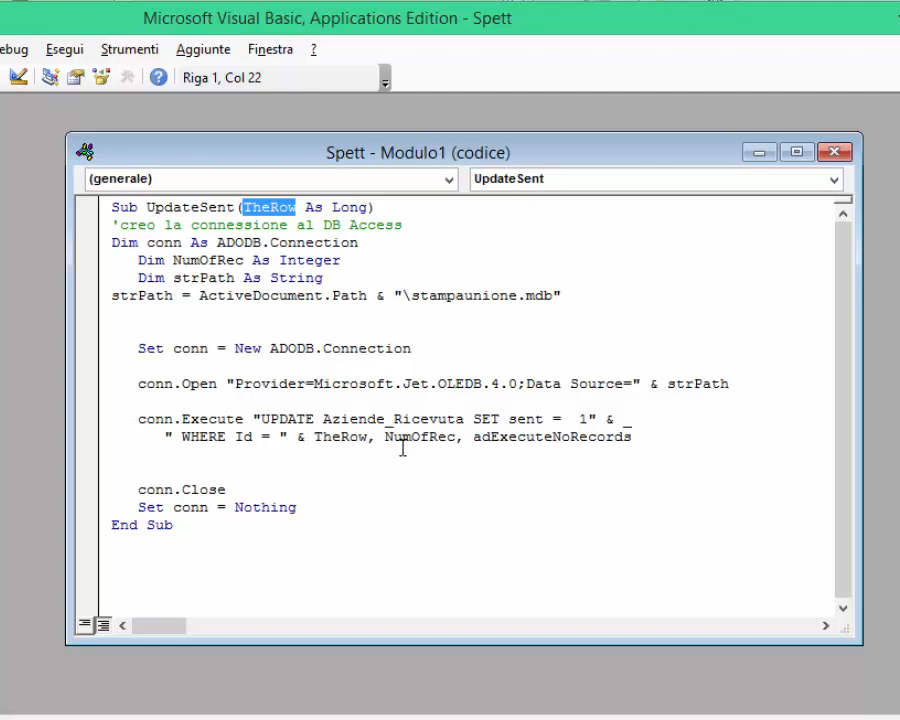 Microsoft Visual Basic, Applications Edition - Spett
ebug Esegui Strumenti Aggiunte Finestra ?
Riga 1, Col 22
Spett - Modulo1 (codice)
(generale) UpdateSent
Sub UpdateSent(TheRow As Long)
'creo la connessione al DB Access
Dim conn As ADODB.Connection
Dim NumOfRec As Integer
Dim strPath As String
strPath = ActiveDocument.Path & "\stampaunione.mdb"
Set conn = New ADODB.Connection
conn.Open "Provider=Microsoft.Jet.OLEDB.4.0;Data Source=" & strPath
conn.Execute "UPDATE Aziende_Ricevuta SET sent =  1" & _
" WHERE Id = " & TheRow, NumOfRec, adExecuteNoRecords
conn.Close
Set conn = Nothing
End Sub